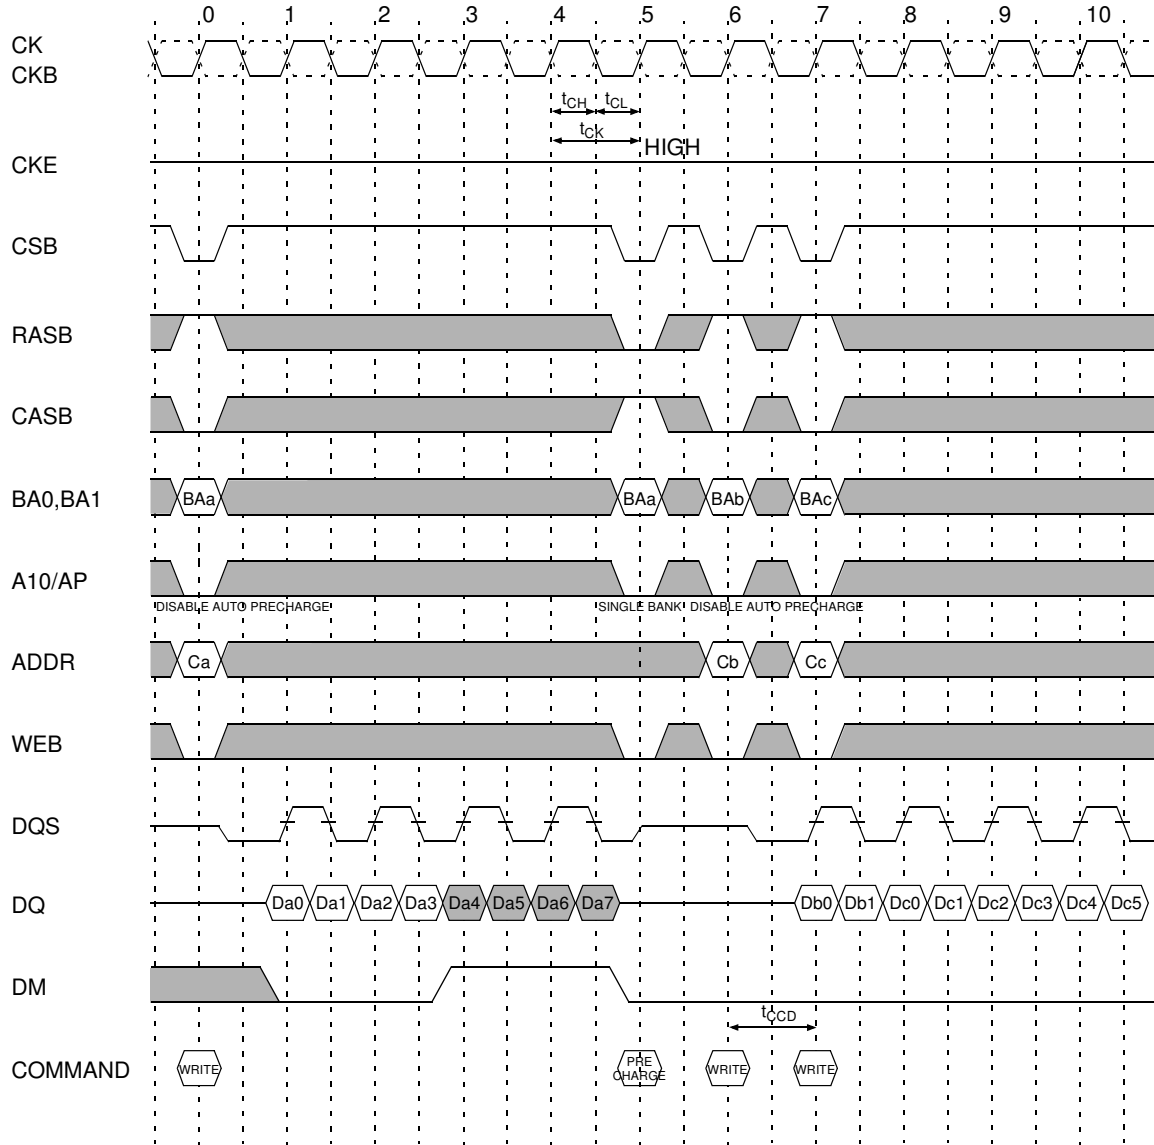 0 1 2 3 4 5 6 7 8 9 10
CK
CKB
tCH tCL
tCK
HIGH
CKE
CSB
RASB
CASB
BA0,BA1 BAa BAa BAb BAc
A10/AP
DISABLE AUTO PRECHARGE SINGLE BANK DISABLE AUTO PRECHARGE
ADDR Ca Cb Cc
WEB
DQS
DQ Da0 Da1 Da2 Da3 Da4 Da5 Da6 Da7 Db0 Db1 Dc0 Dc1 Dc2 Dc3 Dc4 Dc5
DM
tCCD
COMMAND WRITE PRE CHARGE WRITE WRITE